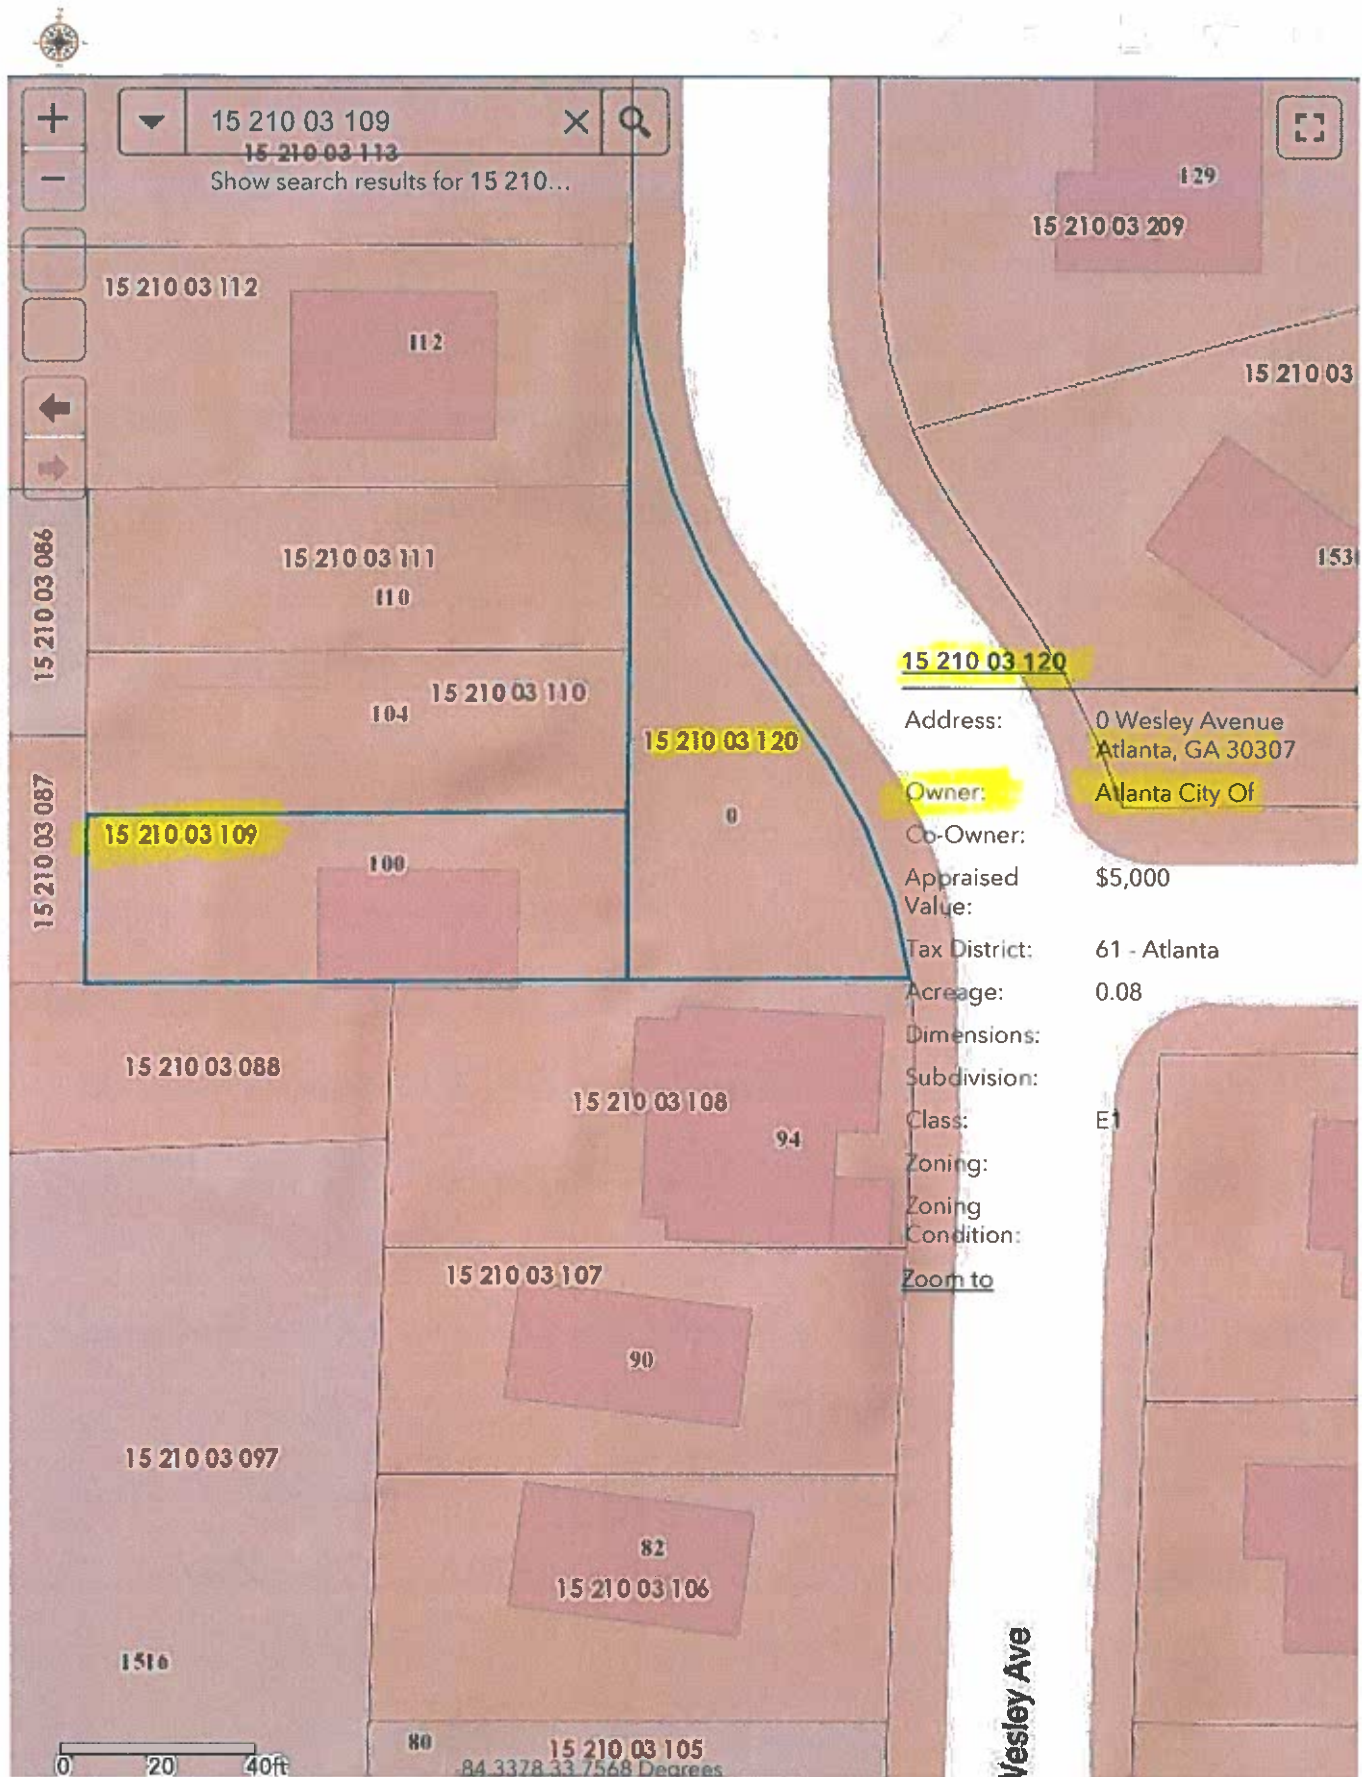 15 210 03 109
15 210 03 113
Show search results for 15 210...
129
15 210 03 209
15 210 03 112
112
15 210 03
15 210 03 086
15 210 03 111
110
153
15 210 03 110
104
15 210 03 120
0
15 210 03 120
Address: 0 Wesley Avenue
Atlanta, GA 30307
Owner: Atlanta City Of
Co-Owner:
Appraised Value: $5,000
Tax District: 61 - Atlanta
Acreage: 0.08
Dimensions:
Subdivision:
Class: E1
Zoning:
Zoning
Condition:
Zoom to
15 210 03 087
15 210 03 109
100
15 210 03 088
15 210 03 108
94
15 210 03 107
90
15 210 03 097
82
15 210 03 106
1516
Wesley Ave
80
15 210 03 105
0 20 40ft
-84.3378 33.7568 Degrees